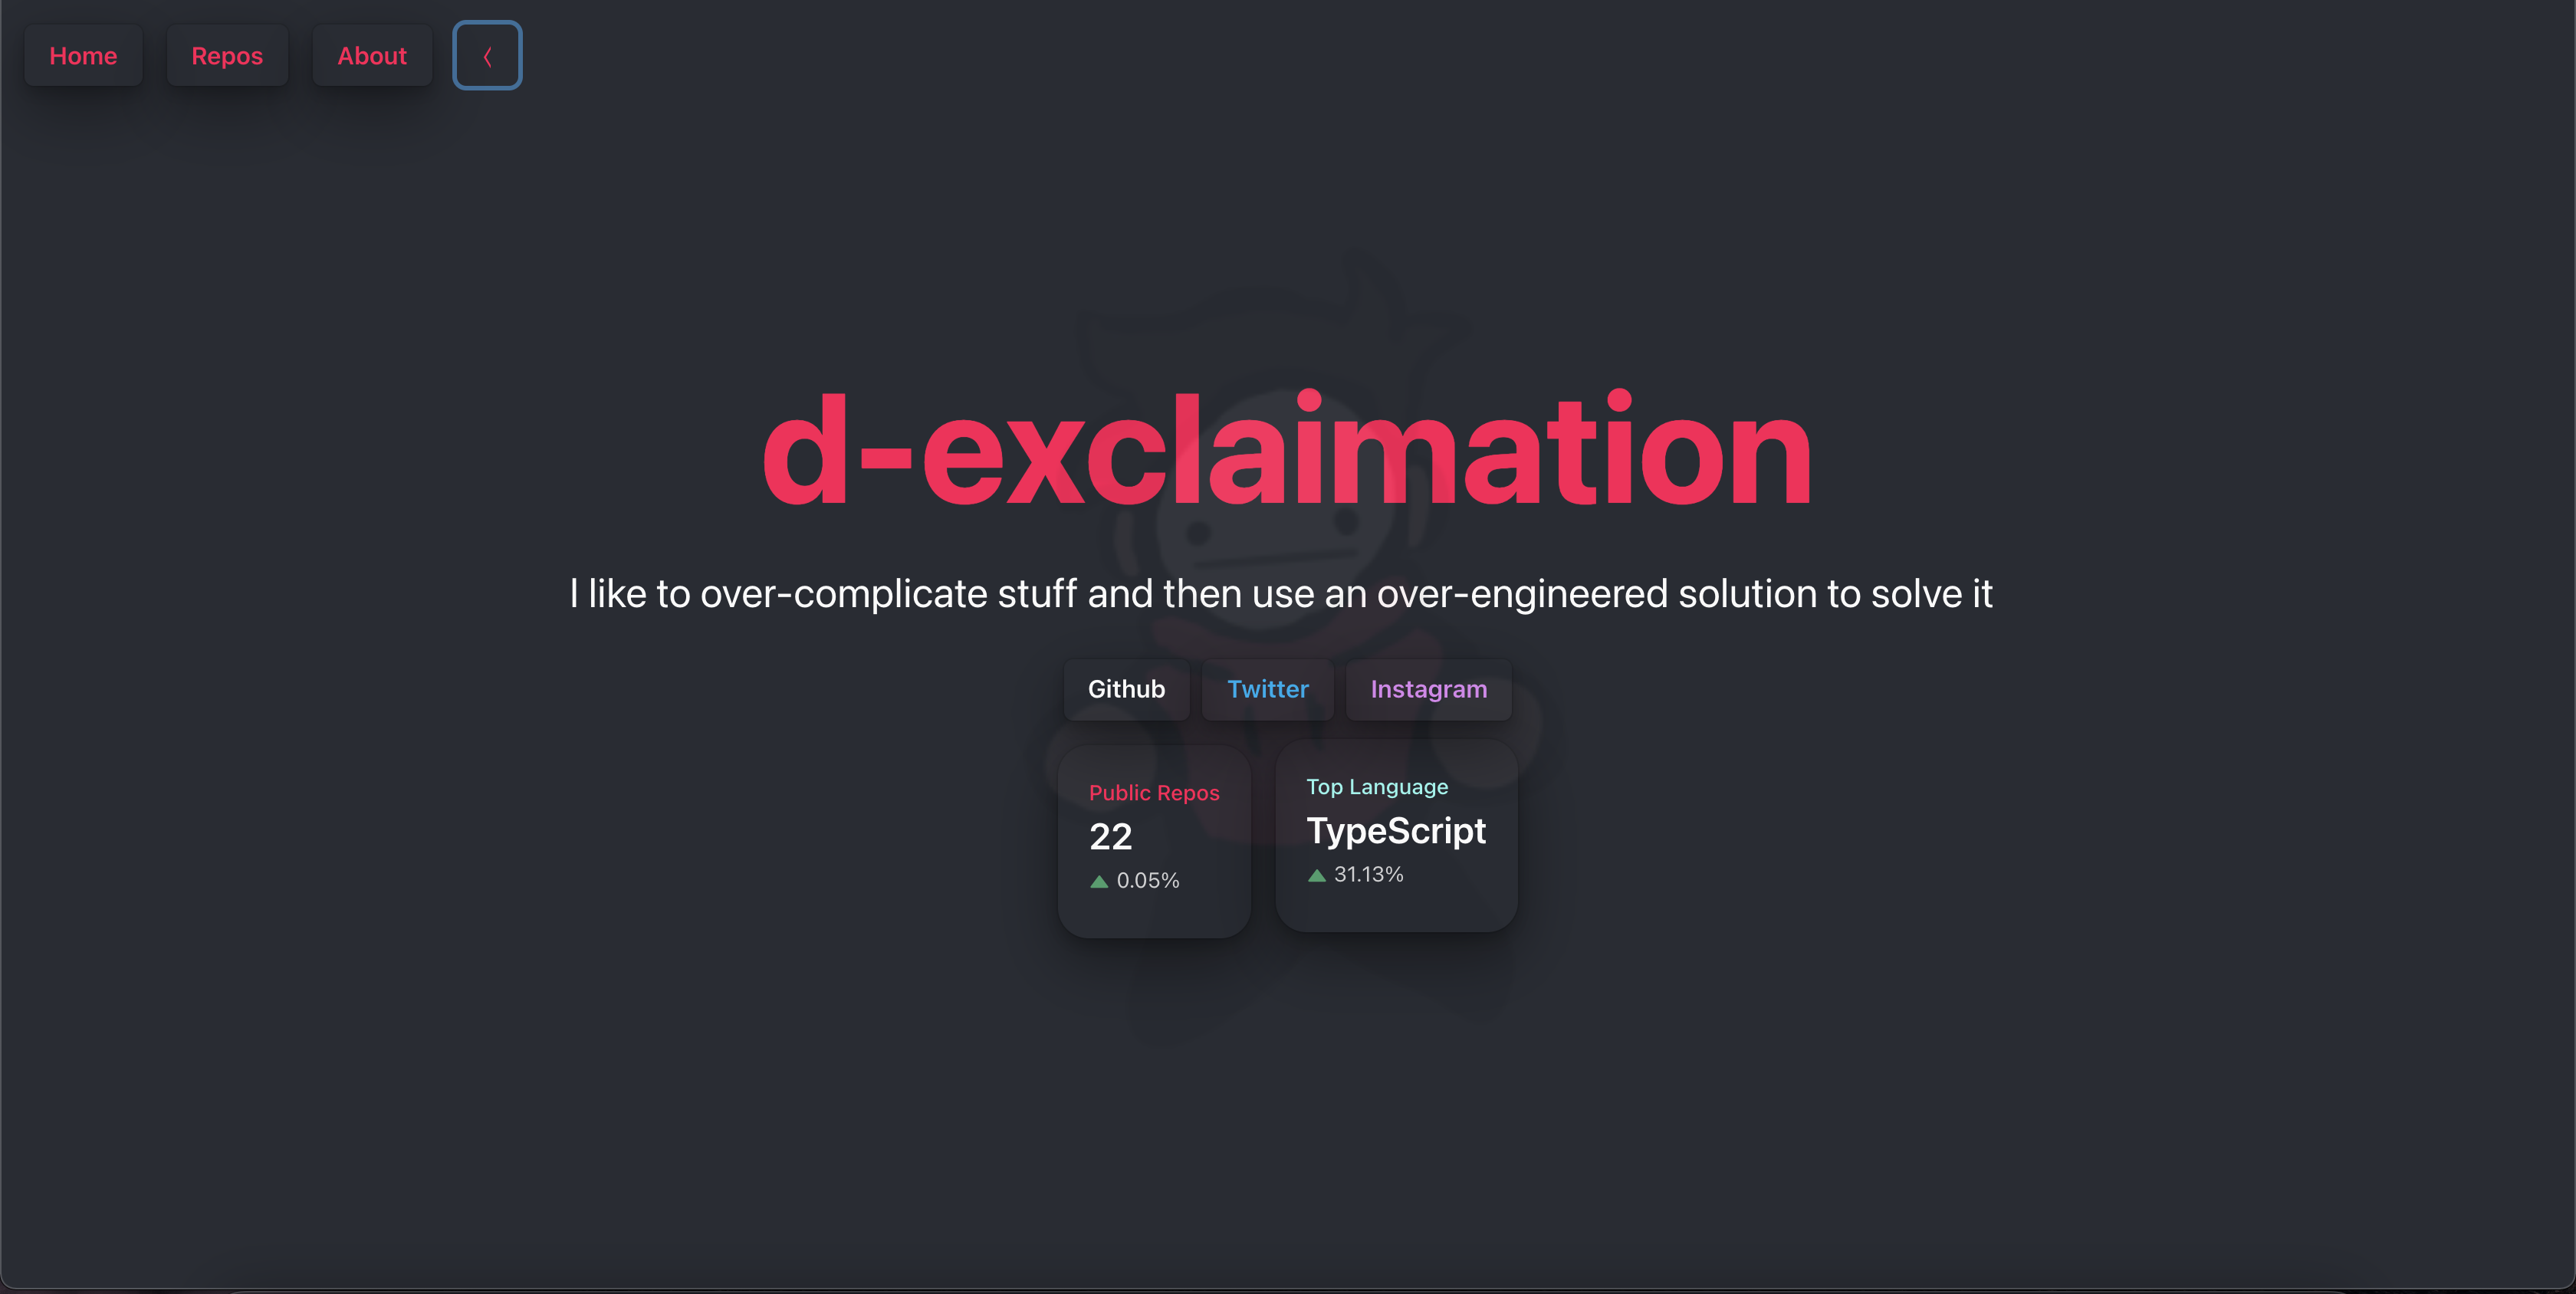 Home Repos About 〈
d-exclaimation
I like to over-complicate stuff and then use an over-engineered solution to solve it
Github Twitter Instagram
Public Repos
22
0.05%
Top Language
TypeScript
31.13%